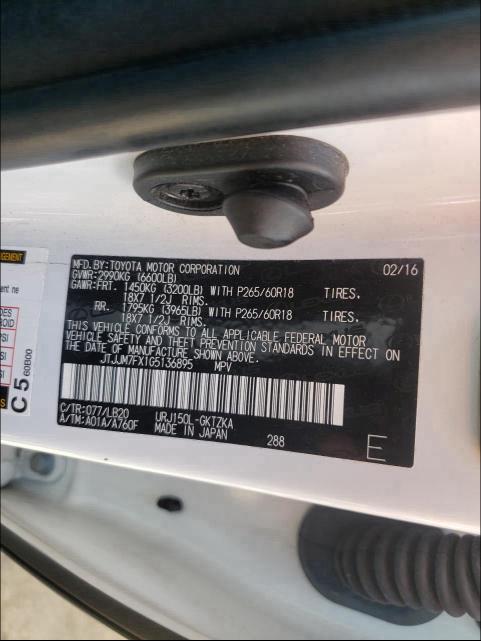 MFD.BY:TOYOTA MOTOR CORPORATION 02/16
GVWR:2990KG (6600LB)
GAWR:FRT. 1450KG (3200LB) WITH P265/60R18 TIRES.
18X7 1/2J RIMS.
RR. 1795KG (3965LB) WITH P265/60R18 TIRES.
18X7 1/2J RIMS.
THIS VEHICLE CONFORMS TO ALL APPLICABLE FEDERAL MOTOR
VEHICLE SAFETY AND THEFT PREVENTION STANDARDS IN EFFECT
ON THE DATE OF MANUFACTURE SHOWN ABOVE.
JTJJM7FX1G5136895 MPV
C/TR:077/LB20 URJ150L-GKTZKA
A/TM:A01A/A760F MADE IN JAPAN 288 E
C 5 60B00